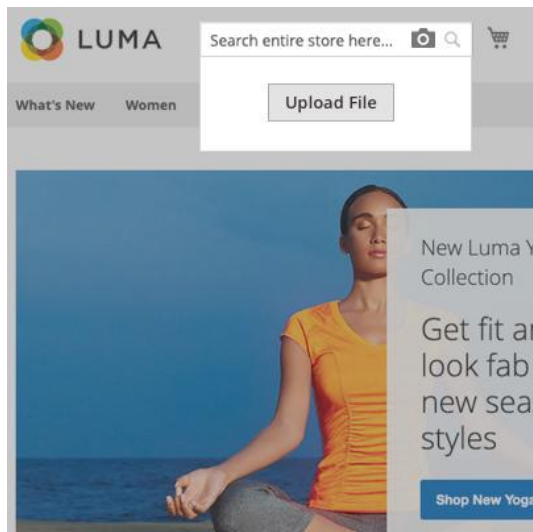 LUMA
Search entire store here...
What's New Women
Upload File
New Luma Y
Collection
Get fit a
look fab
new sea
styles
Shop New Yoga